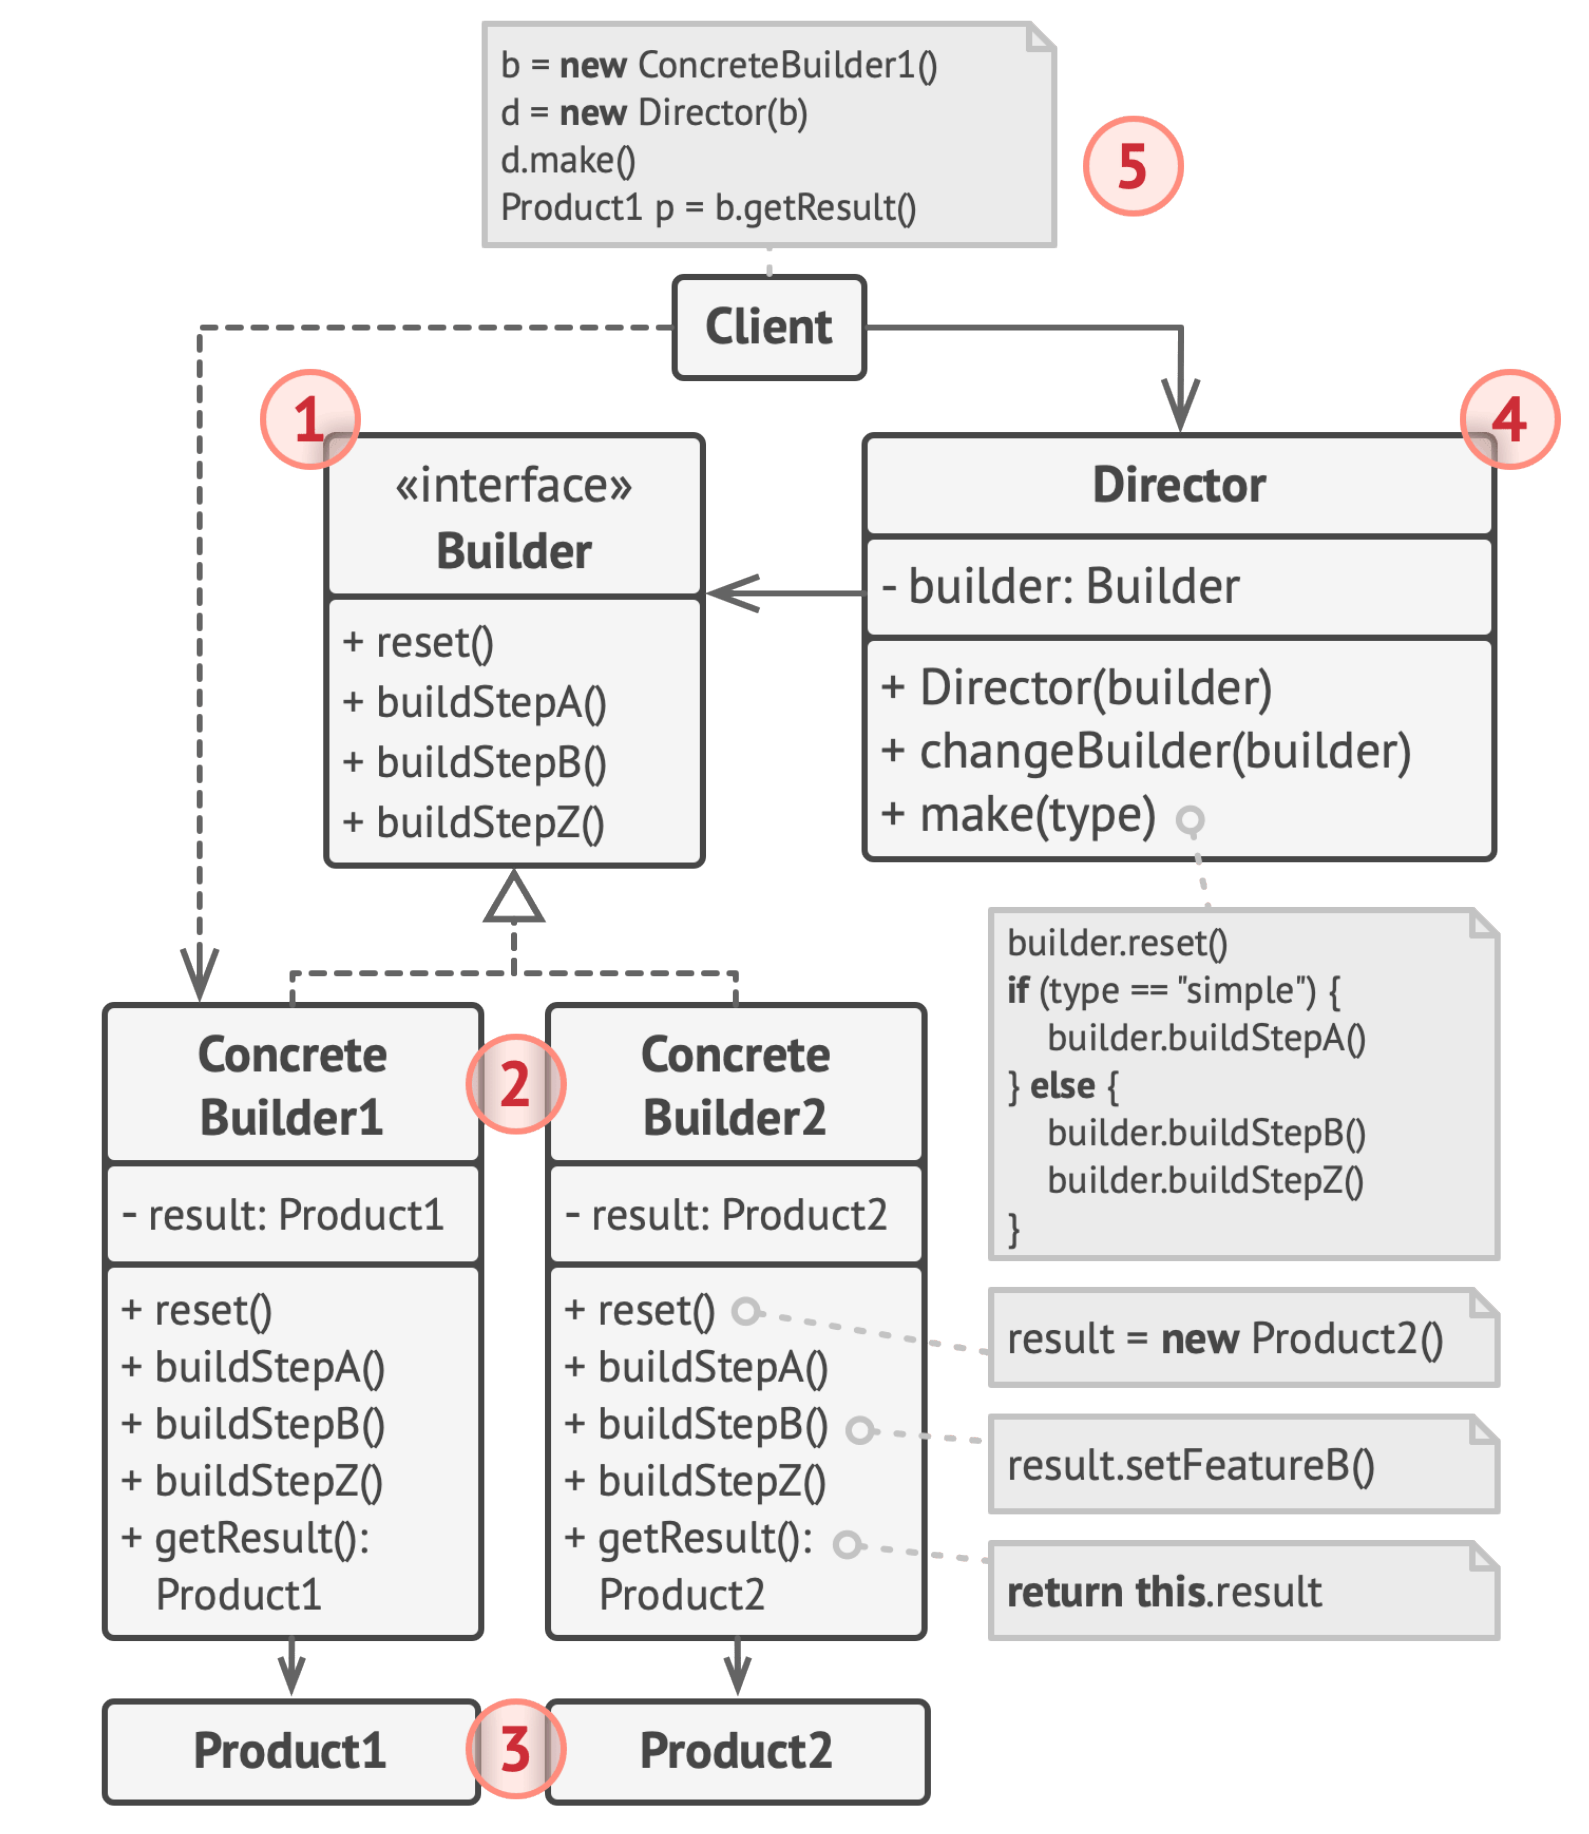 b = new ConcreteBuilder1()
d = new Director(b)
d.make()
Product1 p = b.getResult()
5
Client
1
«interface»
Builder
+ reset()
+ buildStepA()
+ buildStepB()
+ buildStepZ()
4
Director
- builder: Builder
+ Director(builder)
+ changeBuilder(builder)
+ make(type)
builder.reset()
if (type == "simple") {
builder.buildStepA()
} else {
builder.buildStepB()
builder.buildStepZ()
}
Concrete
Builder1
- result: Product1
+ reset()
+ buildStepA()
+ buildStepB()
+ buildStepZ()
+ getResult():
Product1
2
Concrete
Builder2
- result: Product2
+ reset()
+ buildStepA()
+ buildStepB()
+ buildStepZ()
+ getResult():
Product2
result = new Product2()
result.setFeatureB()
return this.result
Product1
3
Product2